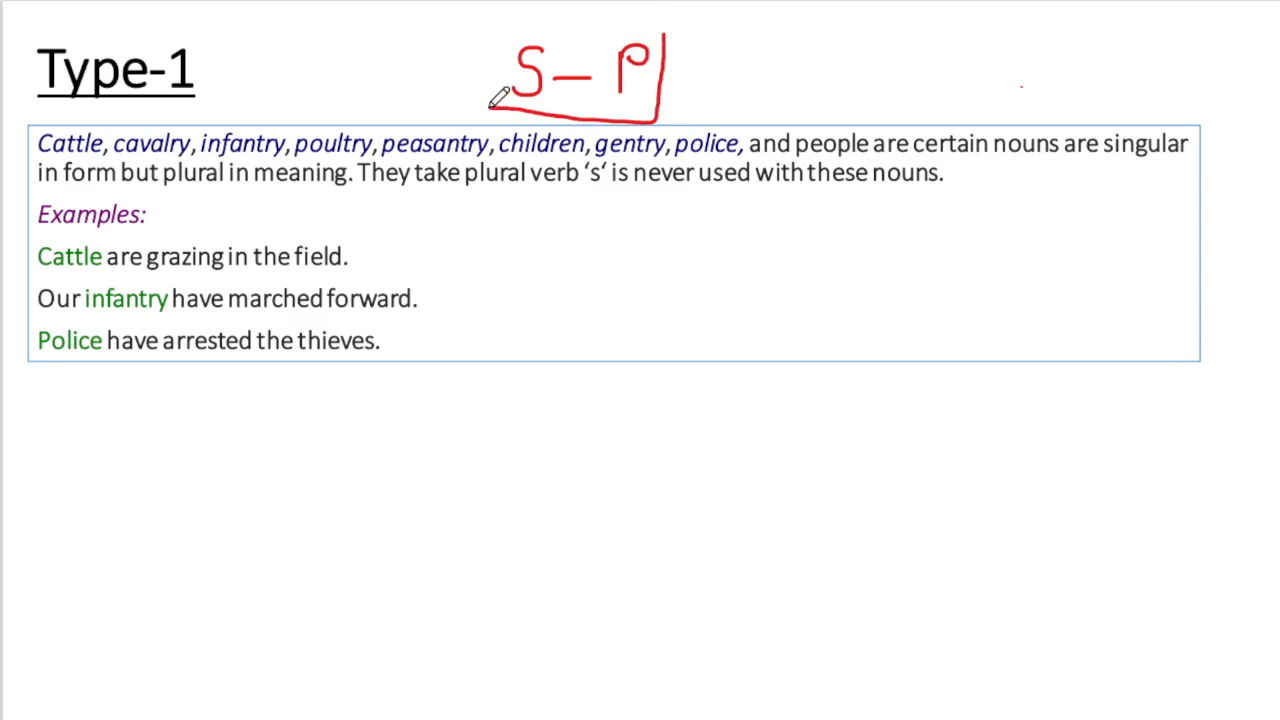 Type-1
S – P
Cattle, cavalry, infantry, poultry, peasantry, children, gentry, police, and people are certain nouns are singular
in form but plural in meaning. They take plural verb ‘s‘ is never used with these nouns.
Examples:
Cattle are grazing in the field.
Our infantry have marched forward.
Police have arrested the thieves.